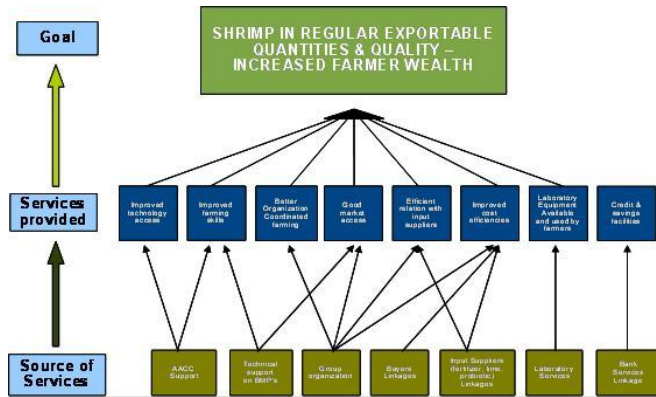 Goal
SHRIMP IN REGULAR EXPORTABLE
QUANTITIES & QUALITY –
INCREASED FARMER WEALTH
Services
provided
Improved
technology
access
Improved
farming
skills
Better
Organization
Coordinated
farming
Good
market
access
Efficient
relation with
input
suppliers
Improved
cost
efficiencies
Laboratory
Equipment
Available
and used by
farmers
Credit &
savings
facilities
Source of
Services
AACC
Support
Technical
support
on BMP's
Group
organization
Buyers
Linkages
Input Suppliers
(fertilizer, lime,
probiotic)
Linkages
Laboratory
Services
Bank
Services
Linkage